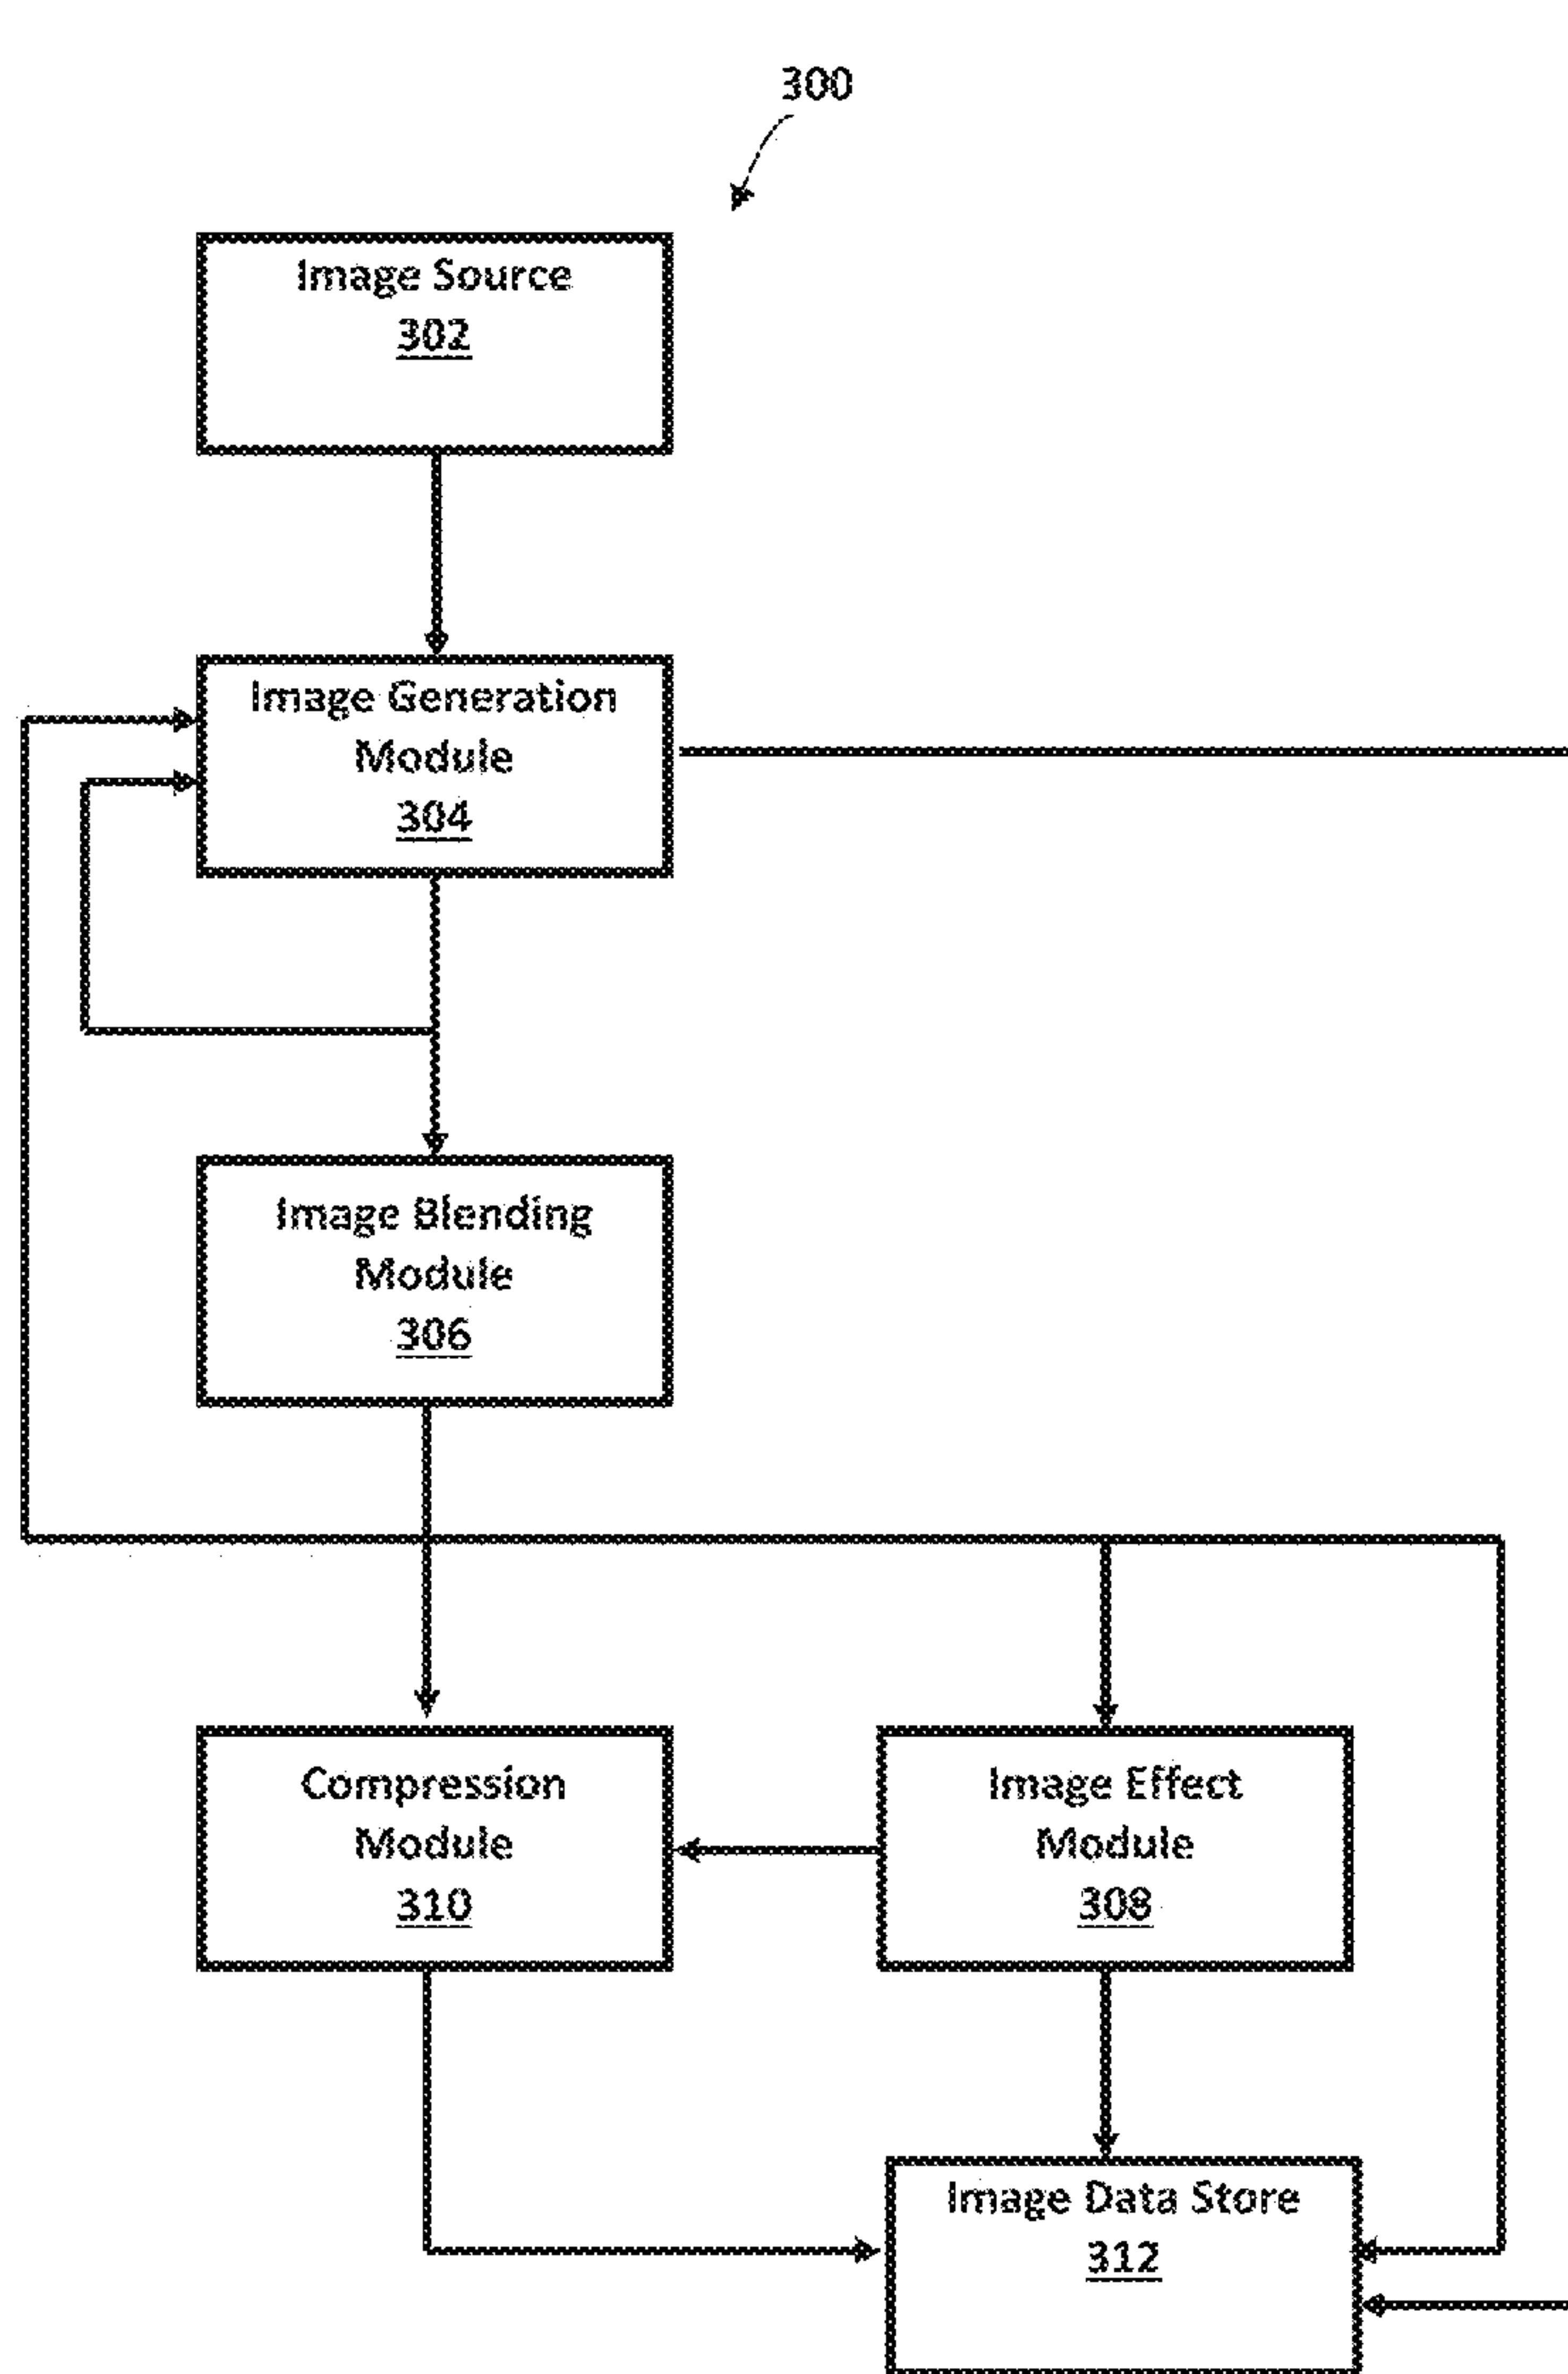 300
Image Source
302
Image Generation
Module
304
Image Blending
Module
306
Compression
Module
310
Image Effect
Module
308
Image Data Store
312